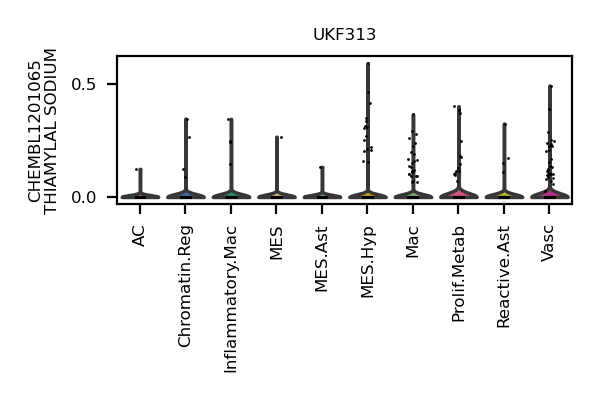 UKF313
CHEMBL1201065
THIAMYLAL SODIUM
0.5
0.0
AC
Chromatin.Reg
Inflammatory.Mac
MES
MES.Ast
MES.Hyp
Mac
Prolif.Metab
Reactive.Ast
Vasc